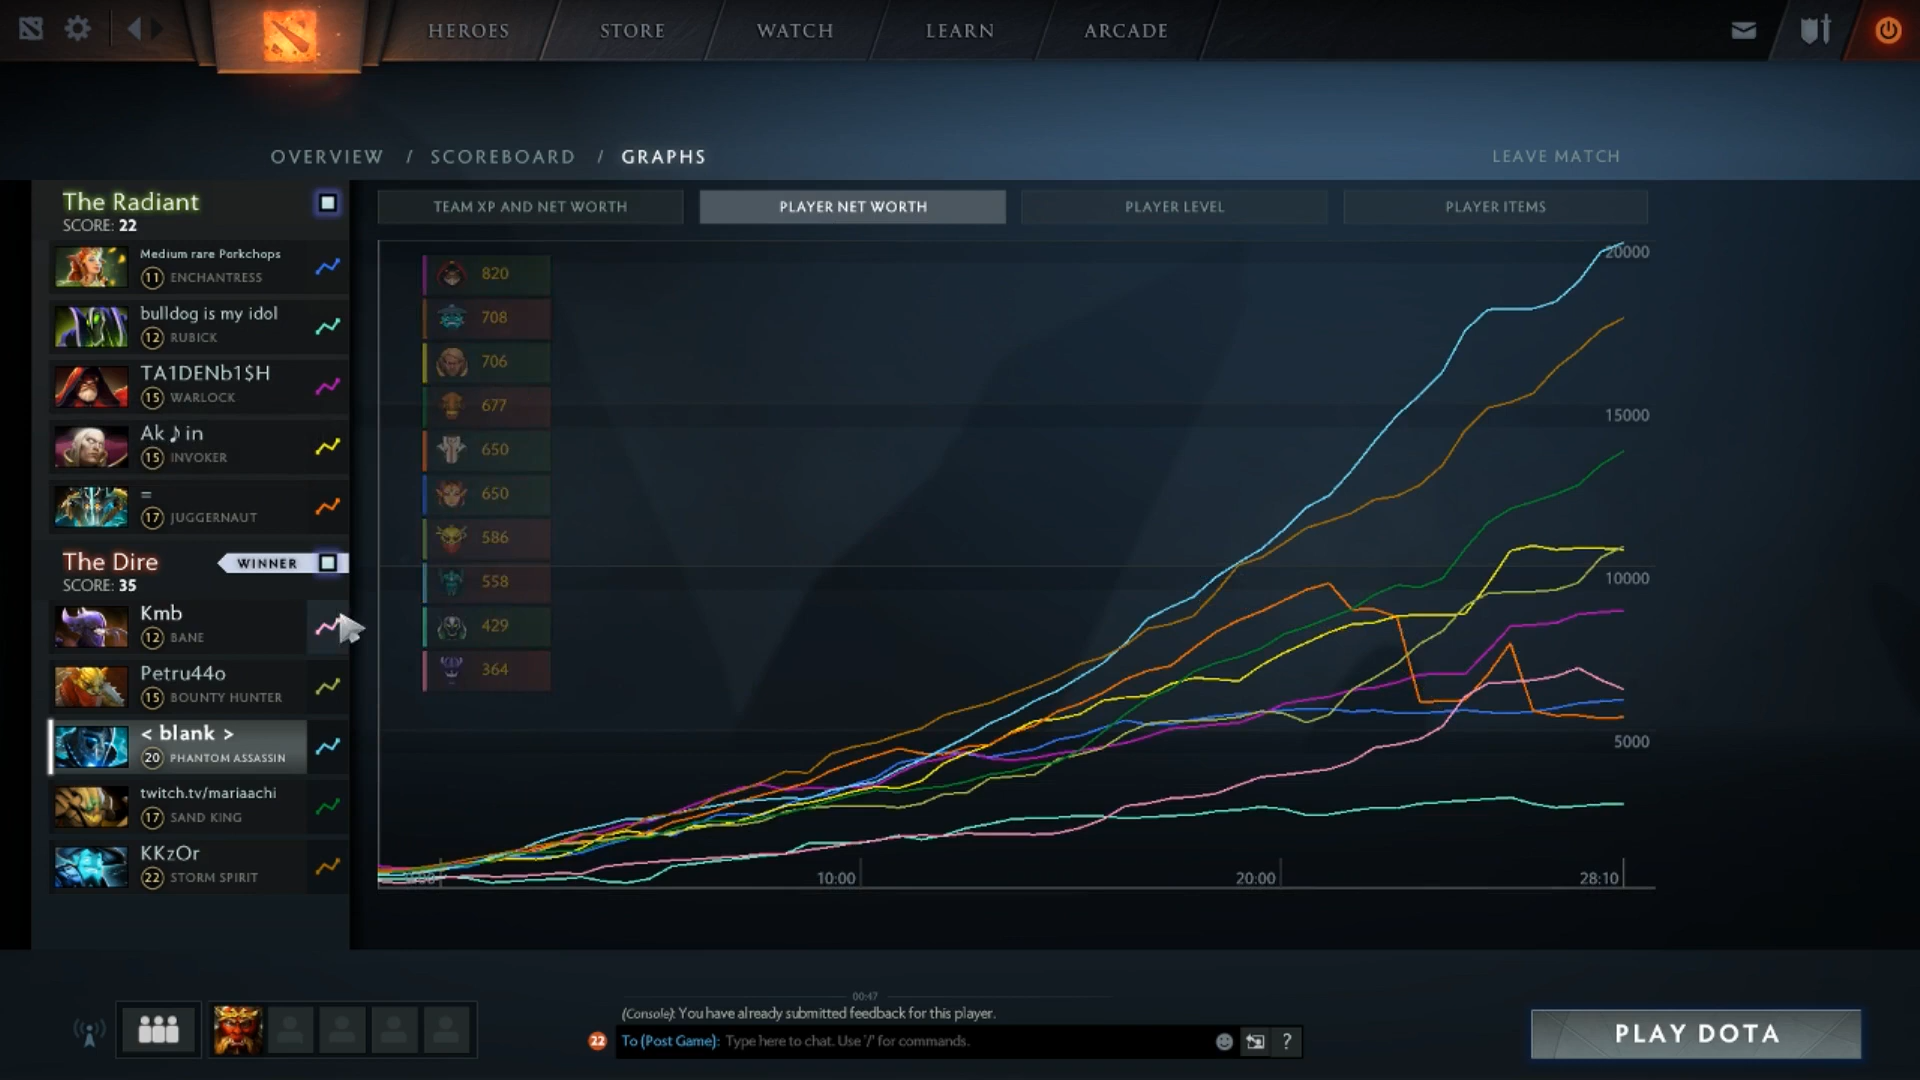 HEROES
STORE
WATCH
LEARN
ARCADE
OVERVIEW / SCOREBOARD / GRAPHS
LEAVE MATCH
The Radiant
SCORE: 22
Medium rare Porkchops
11 ENCHANTRESS
bulldog is my idol
12 RUBICK
TA1DENb1$H
15 WARLOCK
Ak♪in
15 INVOKER
=
17 JUGGERNAUT
The Dire
WINNER
SCORE: 35
Kmb
12 BANE
Petru44o
15 BOUNTY HUNTER
< blank >
20 PHANTOM ASSASSIN
twitch.tv/mariaachi
17 SAND KING
KKzOr
22 STORM SPIRIT
TEAM XP AND NET WORTH
PLAYER NET WORTH
PLAYER LEVEL
PLAYER ITEMS
820
708
706
677
650
650
586
558
429
364
20000
15000
10000
5000
10:00
20:00
28:10
00:47
(Console): You have already submitted feedback for this player.
22
To (Post Game): Type here to chat. Use '/' for commands.
?
PLAY DOTA